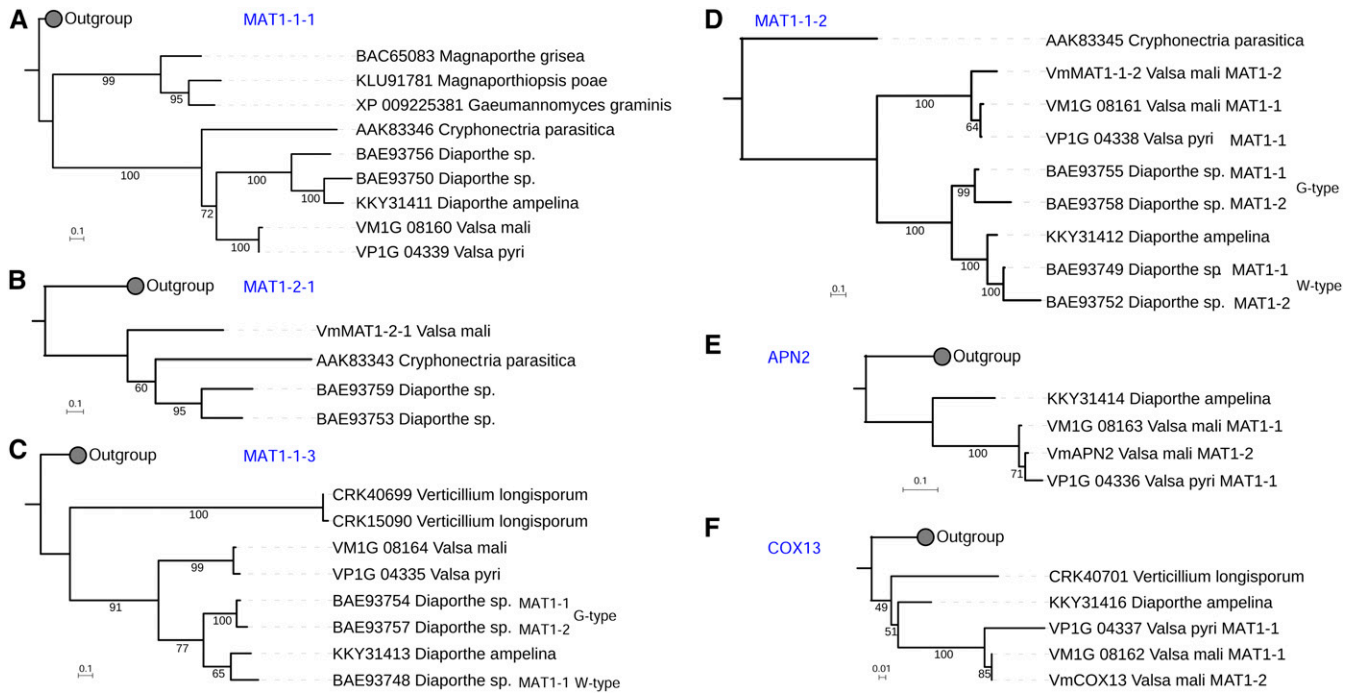 A
Outgroup
MAT1-1-1
BAC65083 Magnaporthe grisea
99
KLU91781 Magnaporthiopsis poae
95
XP 009225381 Gaeumannomyces graminis
AAK83346 Cryphonectria parasitica
100
BAE93756 Diaporthe sp.
100
BAE93750 Diaporthe sp.
100
KKY31411 Diaporthe ampelina
72
VM1G 08160 Valsa mali
0.1
100
VP1G 04339 Valsa pyri
B
Outgroup
MAT1-2-1
VmMAT1-2-1 Valsa mali
AAK83343 Cryphonectria parasitica
60
BAE93759 Diaporthe sp.
0.1
95
BAE93753 Diaporthe sp.
C
Outgroup
MAT1-1-3
CRK40699 Verticillium longisporum
100
CRK15090 Verticillium longisporum
VM1G 08164 Valsa mali
99
VP1G 04335 Valsa pyri
91
BAE93754 Diaporthe sp. MAT1-1
G-type
100
BAE93757 Diaporthe sp. MAT1-2
77
KKY31413 Diaporthe ampelina
0.1
65
BAE93748 Diaporthe sp. MAT1-1 W-type
D
MAT1-1-2
AAK83345 Cryphonectria parasitica
VmMAT1-1-2 Valsa mali MAT1-2
100
VM1G 08161 Valsa mali MAT1-1
64
VP1G 04338 Valsa pyri MAT1-1
BAE93755 Diaporthe sp. MAT1-1
G-type
99
BAE93758 Diaporthe sp. MAT1-2
100
KKY31412 Diaporthe ampelina
100
BAE93749 Diaporthe sp MAT1-1
W-type
0.1
100
BAE93752 Diaporthe sp. MAT1-2
E
APN2
Outgroup
KKY31414 Diaporthe ampelina
VM1G 08163 Valsa mali MAT1-1
100
VmAPN2 Valsa mali MAT1-2
71
0.1
VP1G 04336 Valsa pyri MAT1-1
F
COX13
Outgroup
CRK40701 Verticillium longisporum
49
KKY31416 Diaporthe ampelina
51
VP1G 04337 Valsa pyri MAT1-1
100
VM1G 08162 Valsa mali MAT1-1
0.01
85
VmCOX13 Valsa mali MAT1-2